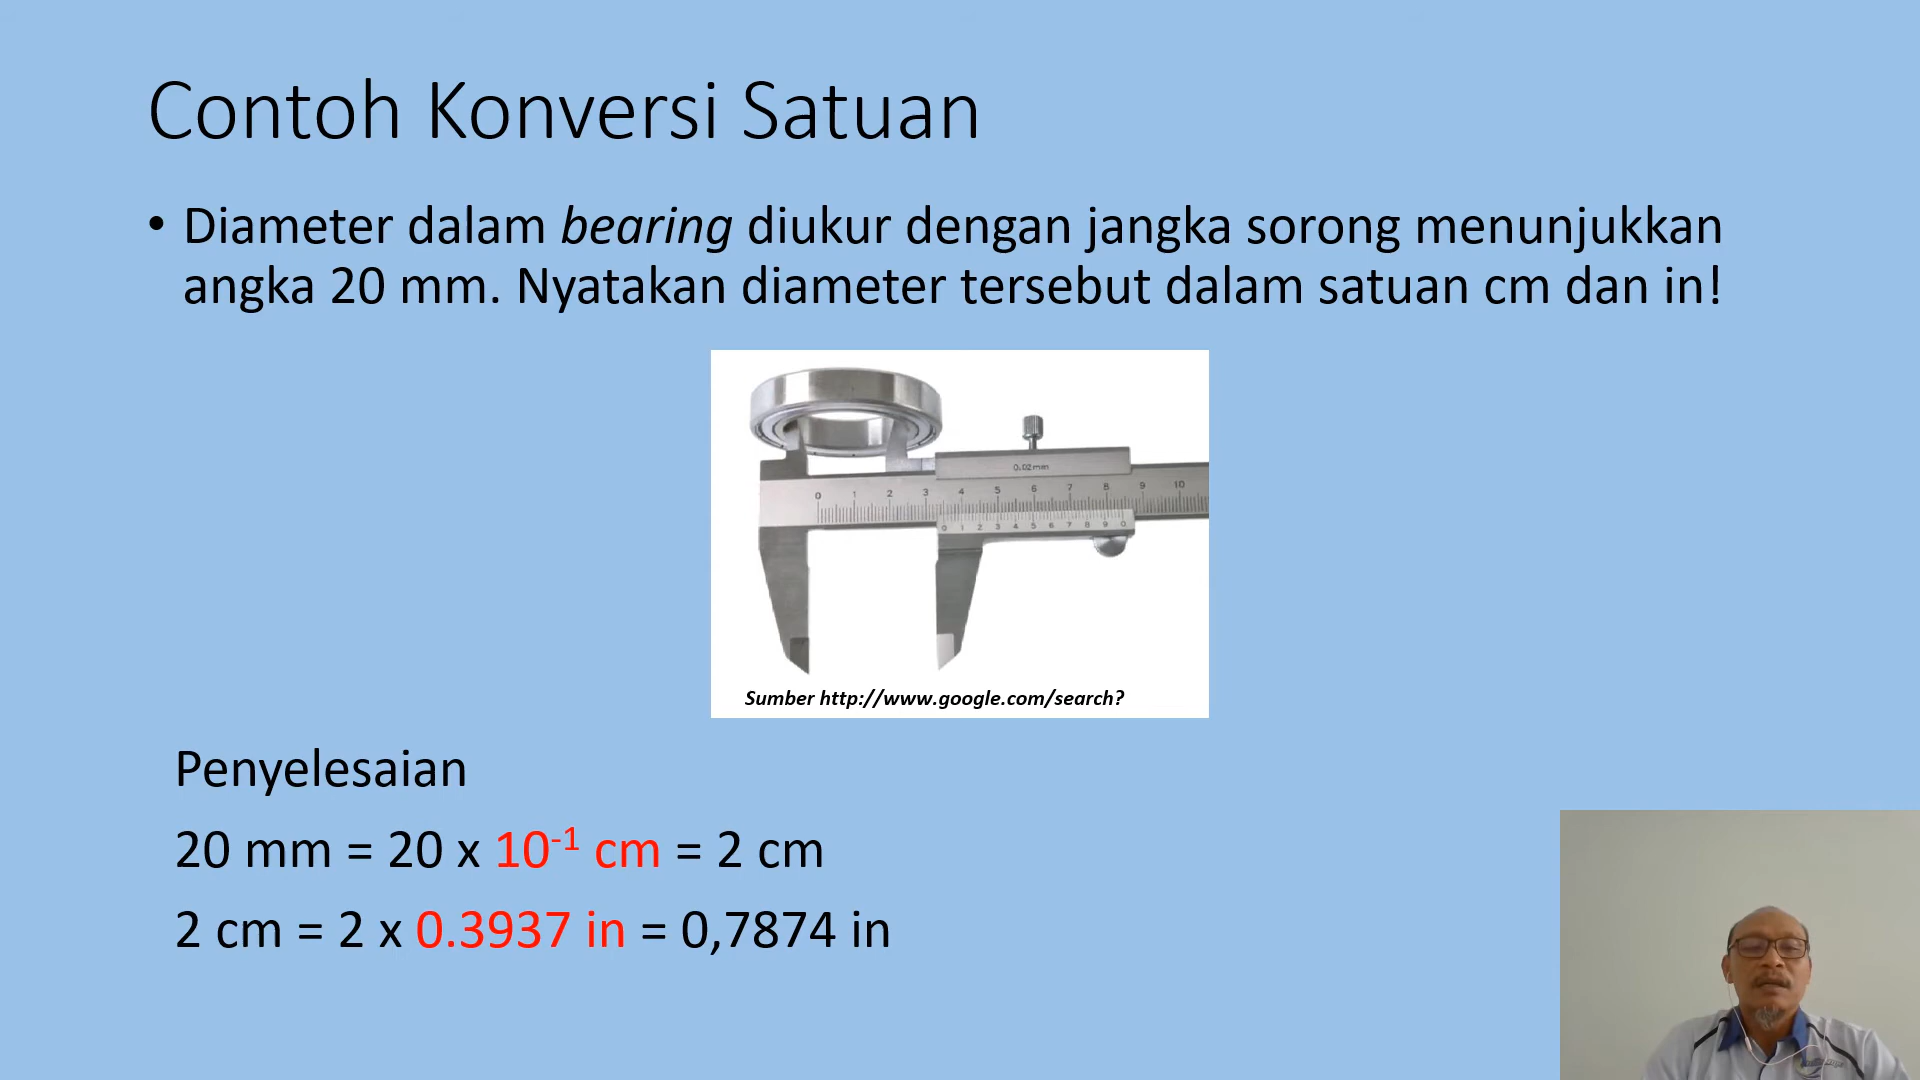 Contoh Konversi Satuan
• Diameter dalam bearing diukur dengan jangka sorong menunjukkan
angka 20 mm. Nyatakan diameter tersebut dalam satuan cm dan in!
0.02mm
0 1 2 3 4 5 6 7 8 9 10
0 1 2 3 4 5 6 7 8 9 0
Sumber http://www.google.com/search?
Penyelesaian
20 mm = 20 x 10⁻¹ cm = 2 cm
2 cm = 2 x 0.3937 in = 0,7874 in